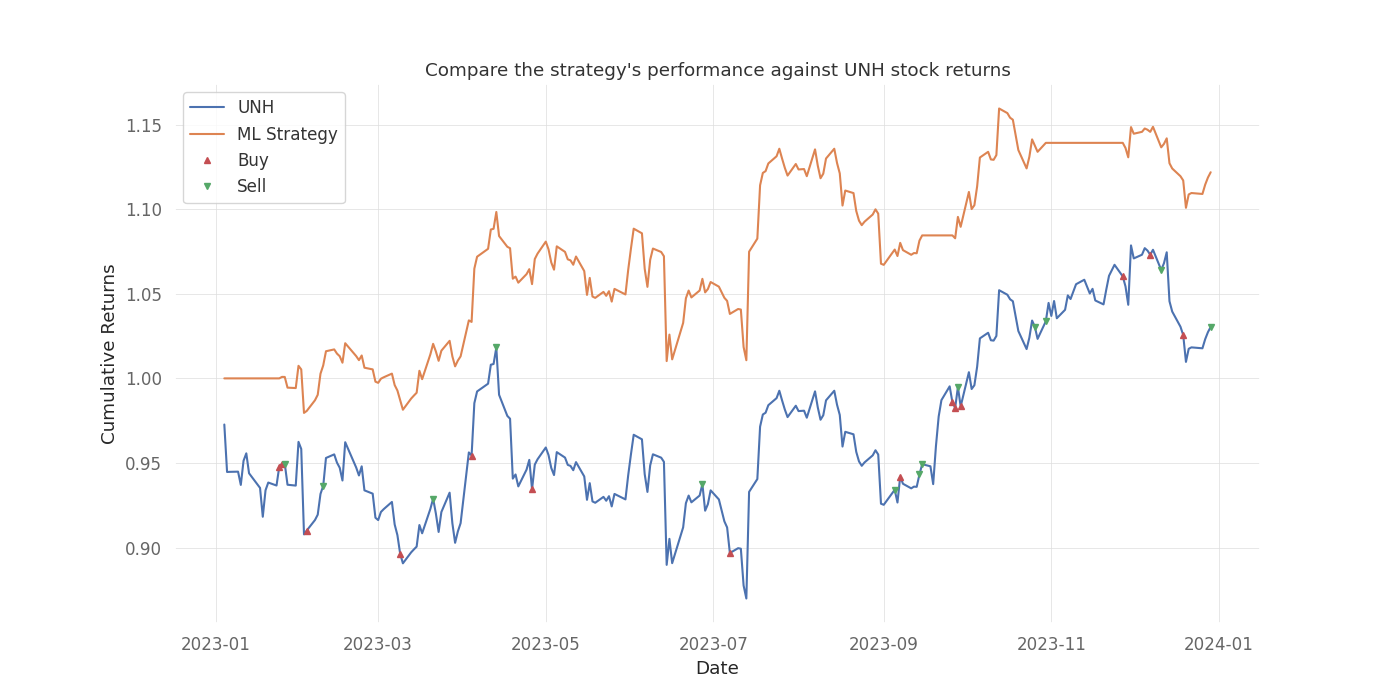 Compare the strategy's performance against UNH stock returns
UNH
ML Strategy
Buy
Sell
1.15
1.10
1.05
1.00
0.95
0.90
Cumulative Returns
2023-01
2023-03
2023-05
2023-07
2023-09
2023-11
2024-01
Date